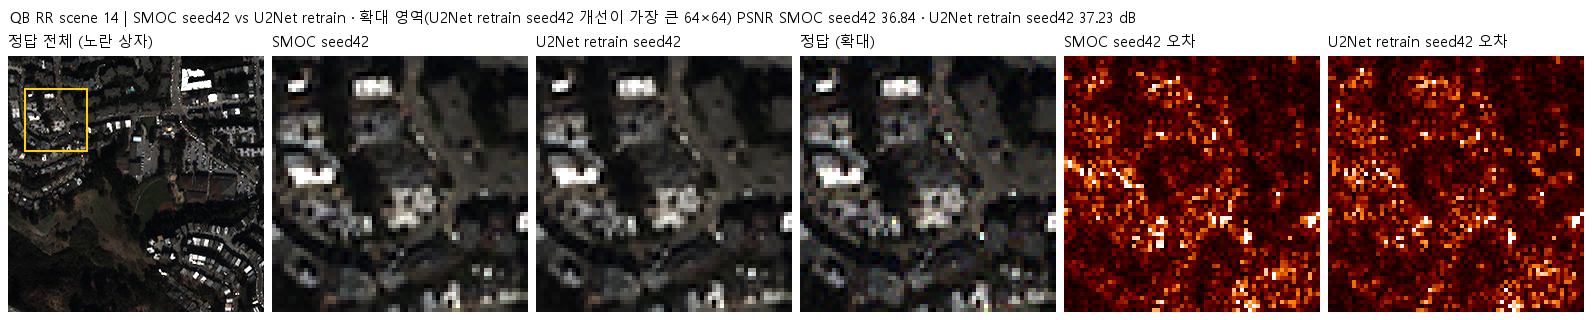 QB RR scene 14 | SMOC seed42 vs U2Net retrain · 확대 영역(U2Net retrain seed42 개선이 가장 큰 64×64) PSNR SMOC seed42 36.84 · U2Net retrain seed42 37.23 dB
정답 전체 (노란 상자)
SMOC seed42
U2Net retrain seed42
정답 (확대)
SMOC seed42 오차
U2Net retrain seed42 오차